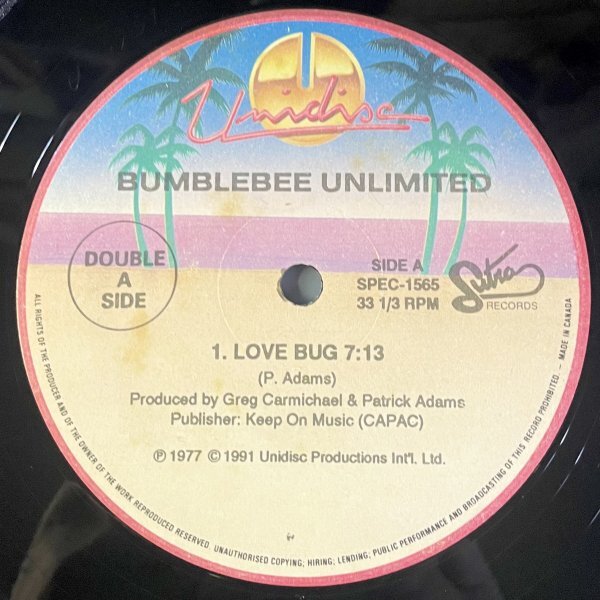 Unidisc
BUMBLEBEE UNLIMITED
DOUBLE
A
SIDE
SIDE A
SPEC-1565
33 1/3 RPM
Sutra
RECORDS
1. LOVE BUG 7:13
(P. Adams)
Produced by Greg Carmichael & Patrick Adams
Publisher: Keep On Music (CAPAC)
℗ 1977 © 1991 Unidisc Productions Int'l. Ltd.
ALL RIGHTS OF THE PRODUCER AND OF THE OWNER OF THE WORK REPRODUCED RESERVED. UNAUTHORISED COPYING; HIRING; LENDING, PUBLIC PERFORMANCE AND BROADCASTING OF THIS RECORD PROHIBITED. – MADE IN CANADA